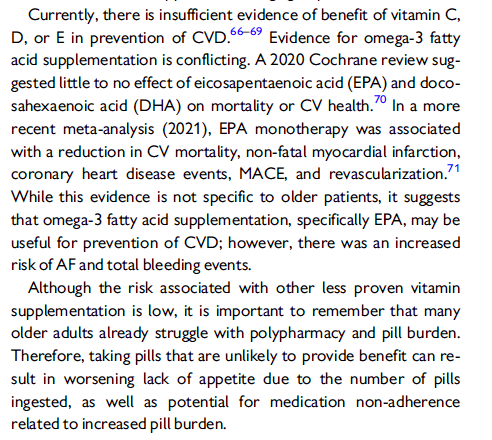 Currently, there is insufficient evidence of benefit of vitamin C,
D, or E in prevention of CVD.66–69 Evidence for omega-3 fatty
acid supplementation is conflicting. A 2020 Cochrane review sug-
gested little to no effect of eicosapentaenoic acid (EPA) and doco-
sahexaenoic acid (DHA) on mortality or CV health.70 In a more
recent meta-analysis (2021), EPA monotherapy was associated
with a reduction in CV mortality, non-fatal myocardial infarction,
coronary heart disease events, MACE, and revascularization.71
While this evidence is not specific to older patients, it suggests
that omega-3 fatty acid supplementation, specifically EPA, may be
useful for prevention of CVD; however, there was an increased
risk of AF and total bleeding events.
Although the risk associated with other less proven vitamin
supplementation is low, it is important to remember that many
older adults already struggle with polypharmacy and pill burden.
Therefore, taking pills that are unlikely to provide benefit can re-
sult in worsening lack of appetite due to the number of pills
ingested, as well as potential for medication non-adherence
related to increased pill burden.